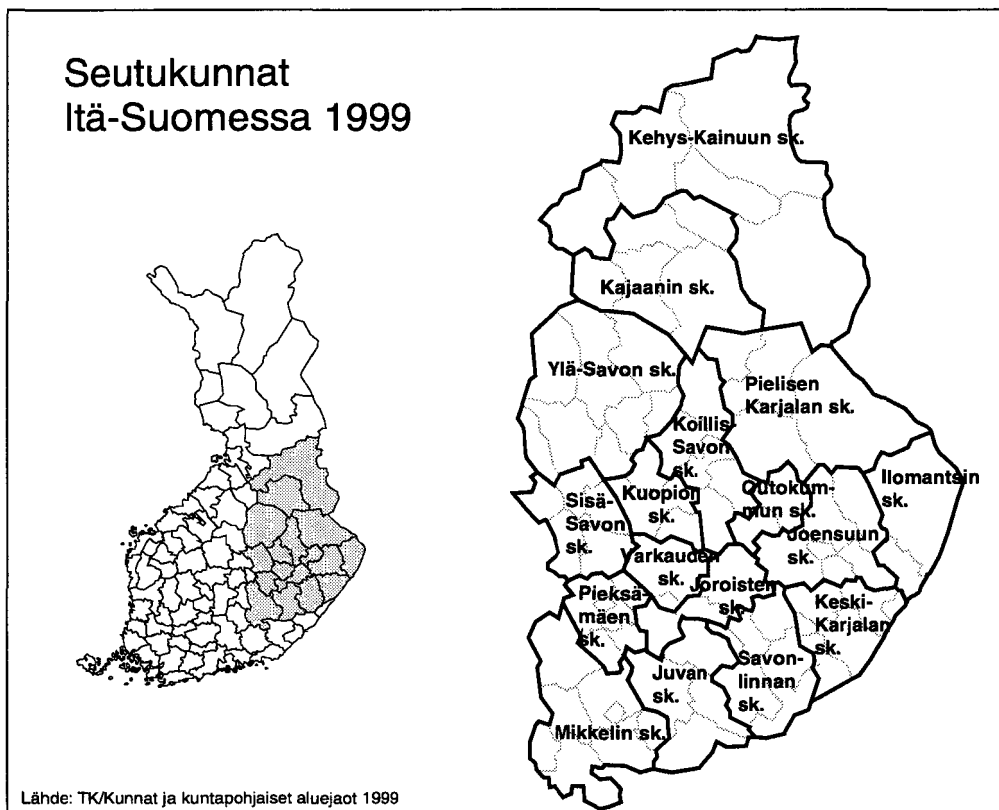 Seutukunnat
Itä-Suomessa 1999
Kehys-Kainuun sk.
Kajaanin sk.
Ylä-Savon sk.
Pielisen
Karjalan sk.
Koillis-
Savon
sk.
Ilomantsin
sk.
Sisä-
Savon
sk.
Kuopion
sk.
Outokum-
mun sk.
Joensuun
sk.
Varkauden
sk.
Joroisten
sk.
Pieksä-
mäen
sk.
Keski-
Karjalan
sk.
Juvan
sk.
Savon-
linnan
sk.
Mikkelin sk.
Lähde: TK/Kunnat ja kuntapohjaiset aluejaot 1999